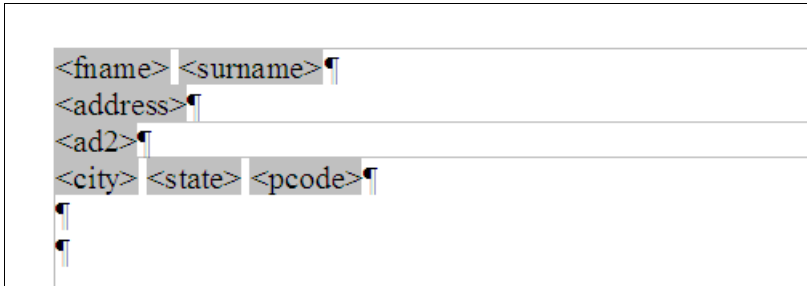 <fname> <surname>¶
<address>¶
<ad2>¶
<city> <state> <pcode>¶
¶
¶